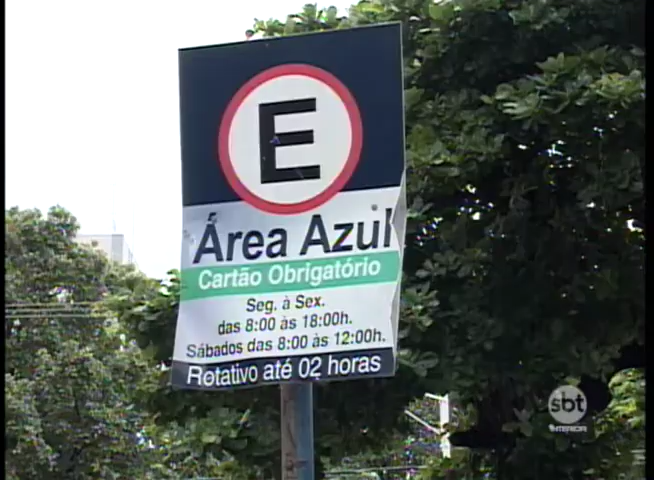 E
Área Azul
Cartão Obrigatório
Seg. à Sex.
das 8:00 às 18:00h.
Sábados das 8:00 às 12:00h.
Rotativo até 02 horas
sbt
INTERIOR